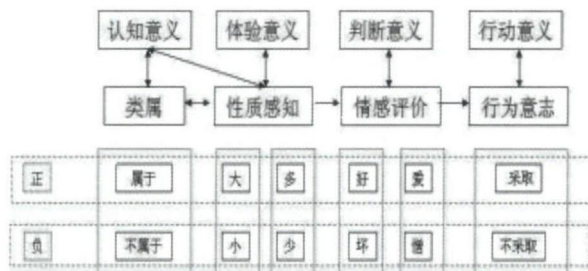 认知意义 体验意义 判断意义 行动意义
类属 性质感知 情感评价 行为意志
正 属于 大 多 好 爱 采取
负 不属于 小 少 坏 憎 不采取